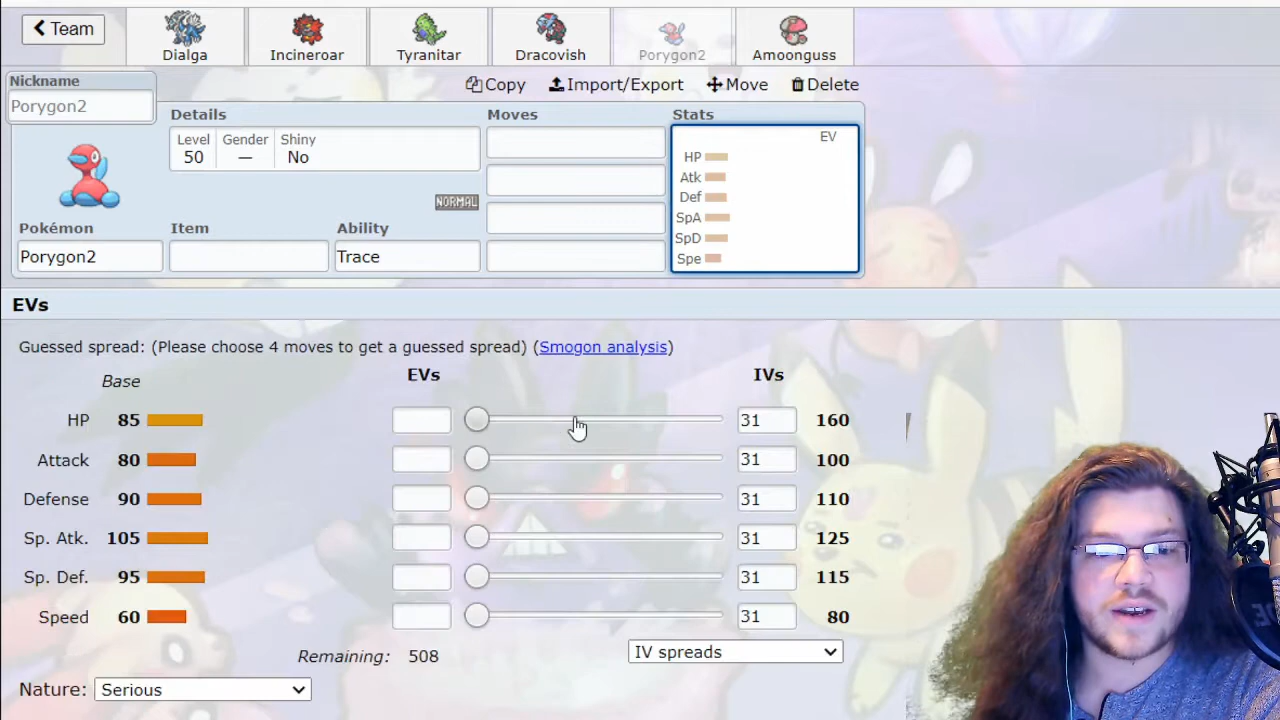 Team
Dialga
Incineroar
Tyranitar
Dracovish
Porygon2
Amoonguss
Nickname
Porygon2
Copy
Import/Export
Move
Delete
Details
Level
50
Gender
—
Shiny
No
NORMAL
Pokémon
Porygon2
Item
Ability
Trace
Moves
Stats
EV
HP
Atk
Def
SpA
SpD
Spe
EVs
Guessed spread: (Please choose 4 moves to get a guessed spread) (Smogon analysis)
Base
EVs
IVs
HP 85 31 160
Attack 80 31 100
Defense 90 31 110
Sp. Atk. 105 31 125
Sp. Def. 95 31 115
Speed 60 31 80
Remaining: 508
IV spreads
Nature: Serious